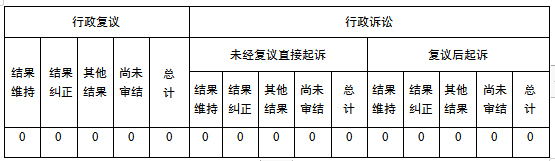 行政复议 行政诉讼
未经复议直接起诉 复议后起诉
结果维持 结果纠正 其他结果 尚未审结 总计 结果维持 结果纠正 其他结果 尚未审结 总计 结果维持 结果纠正 其他结果 尚未审结 总计
0 0 0 0 0 0 0 0 0 0 0 0 0 0 0